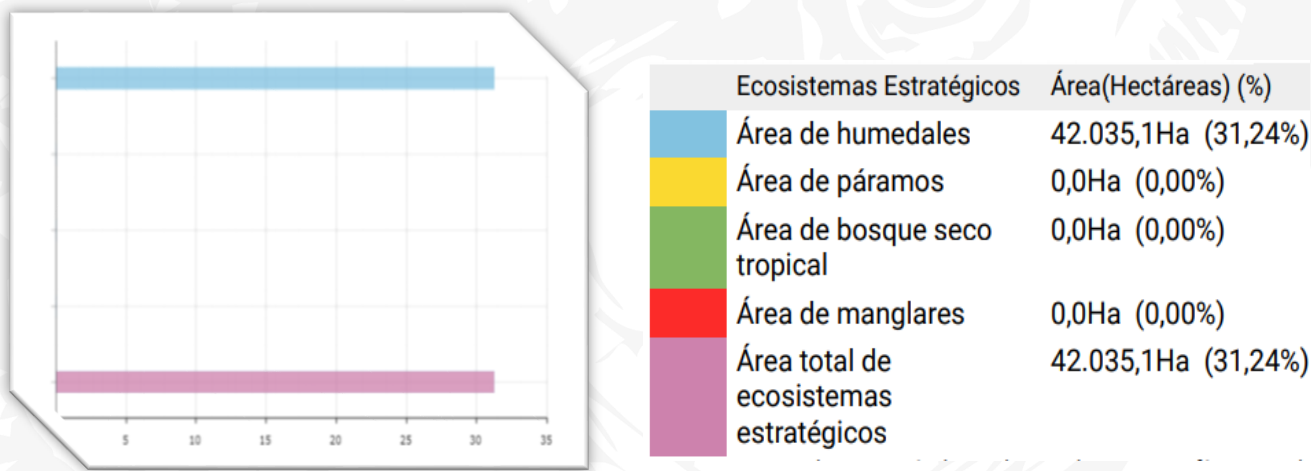 5 10 15 20 25 30 35
Ecosistemas Estratégicos Área(Hectáreas) (%)
Área de humedales 42.035,1Ha (31,24%)
Área de páramos 0,0Ha (0,00%)
Área de bosque seco 0,0Ha (0,00%)
tropical
Área de manglares 0,0Ha (0,00%)
Área total de 42.035,1Ha (31,24%)
ecosistemas
estratégicos